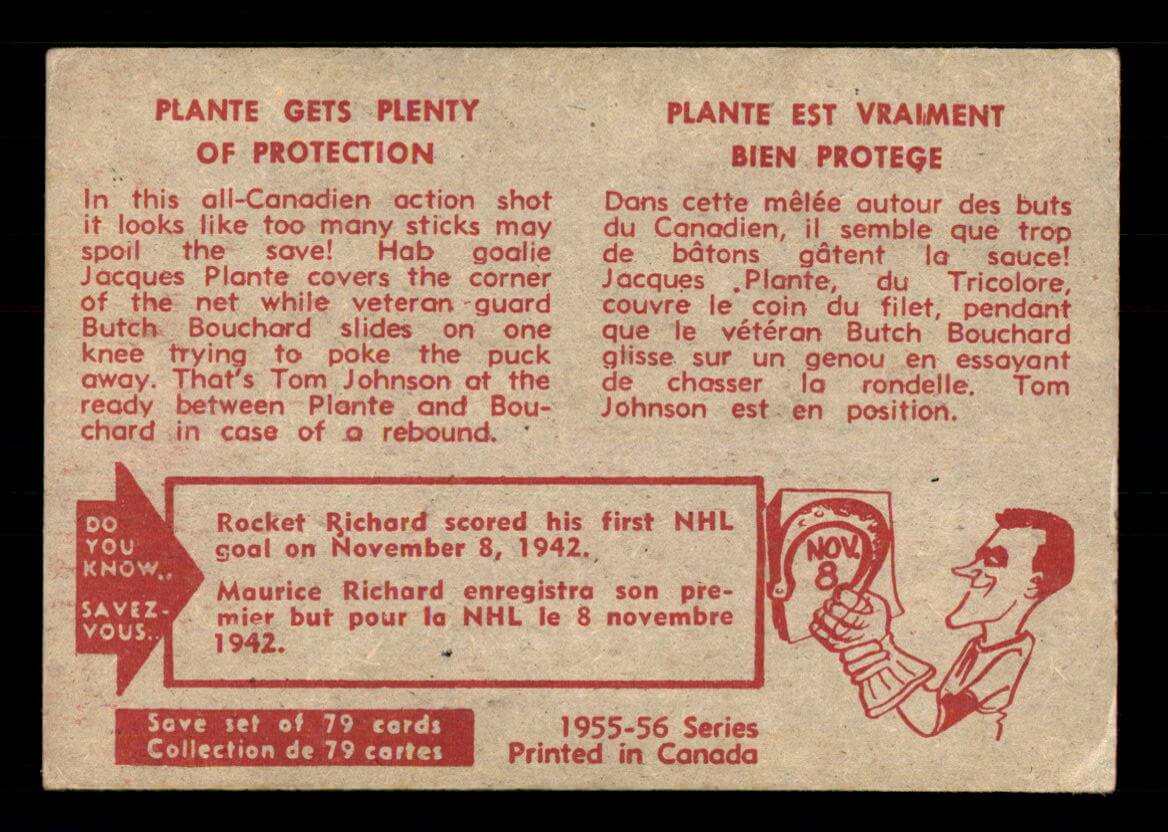 PLANTE GETS PLENTY
OF PROTECTION
In this all-Canadien action shot
it looks like too many sticks may
spoil the save! Hab goalie
Jacques Plante covers the corner
of the net while veteran guard
Butch Bouchard slides on one
knee trying to poke the puck
away. That's Tom Johnson at the
ready between Plante and Bou-
chard in case of a rebound.
PLANTE EST VRAIMENT
BIEN PROTEGE
Dans cette mêlée autour des buts
du Canadien, il semble que trop
de bâtons gâtent la sauce!
Jacques Plante, du Tricolore,
couvre le coin du filet, pendant
que le vétéran Butch Bouchard
glisse sur un genou en essayant
de chasser la rondelle. Tom
Johnson est en position.
DO
YOU
KNOW..
SAVEZ-
VOUS..
Rocket Richard scored his first NHL
goal on November 8, 1942.
Maurice Richard enregistra son pre-
mier but pour la NHL le 8 novembre
1942.
NOV.
8
Save set of 79 cards
Collection de 79 cartes
1955-56 Series
Printed in Canada